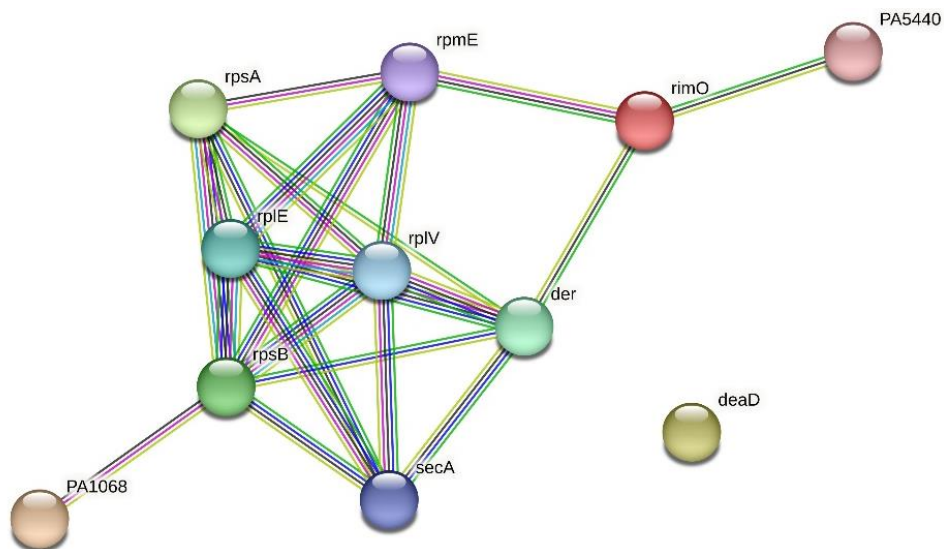 PA5440
rpmE
rpsA
rimO
rplE
rplV
der
rpsB
deaD
secA
PA1068